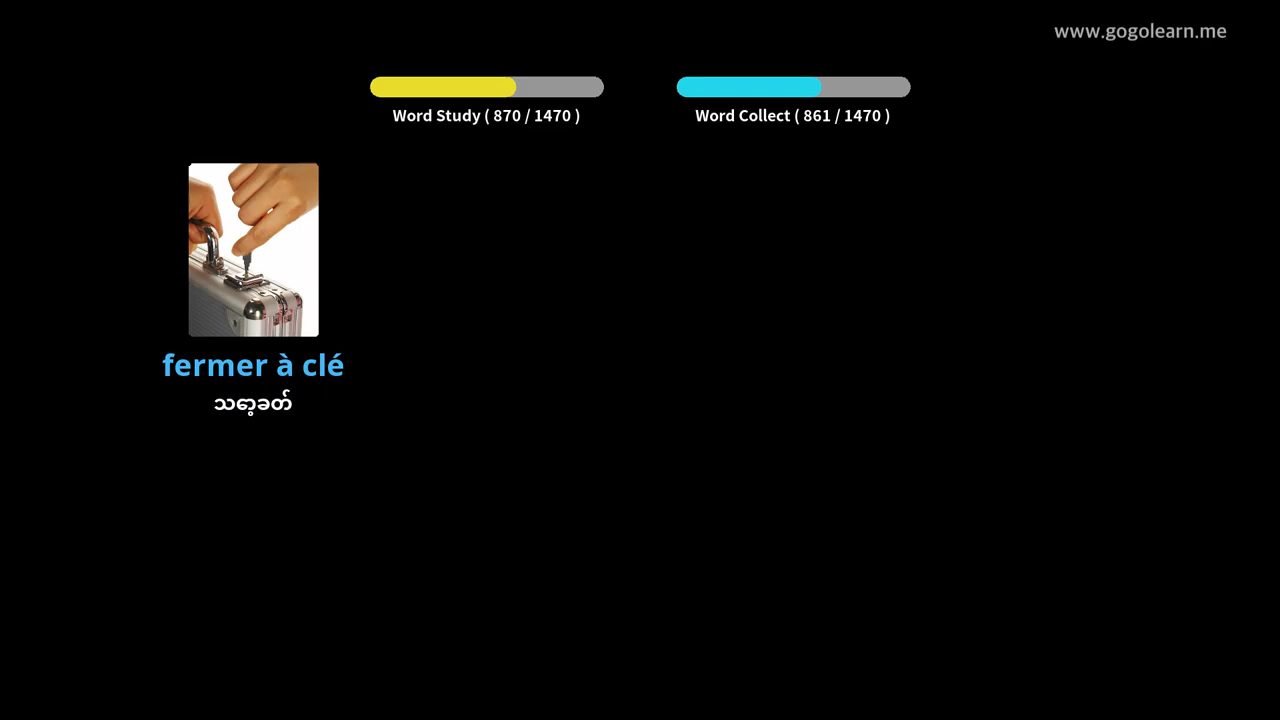 www.gogolearn.me
Word Study ( 870 / 1470 )
Word Collect ( 861 / 1470 )
fermer à clé
သော့ခတ်